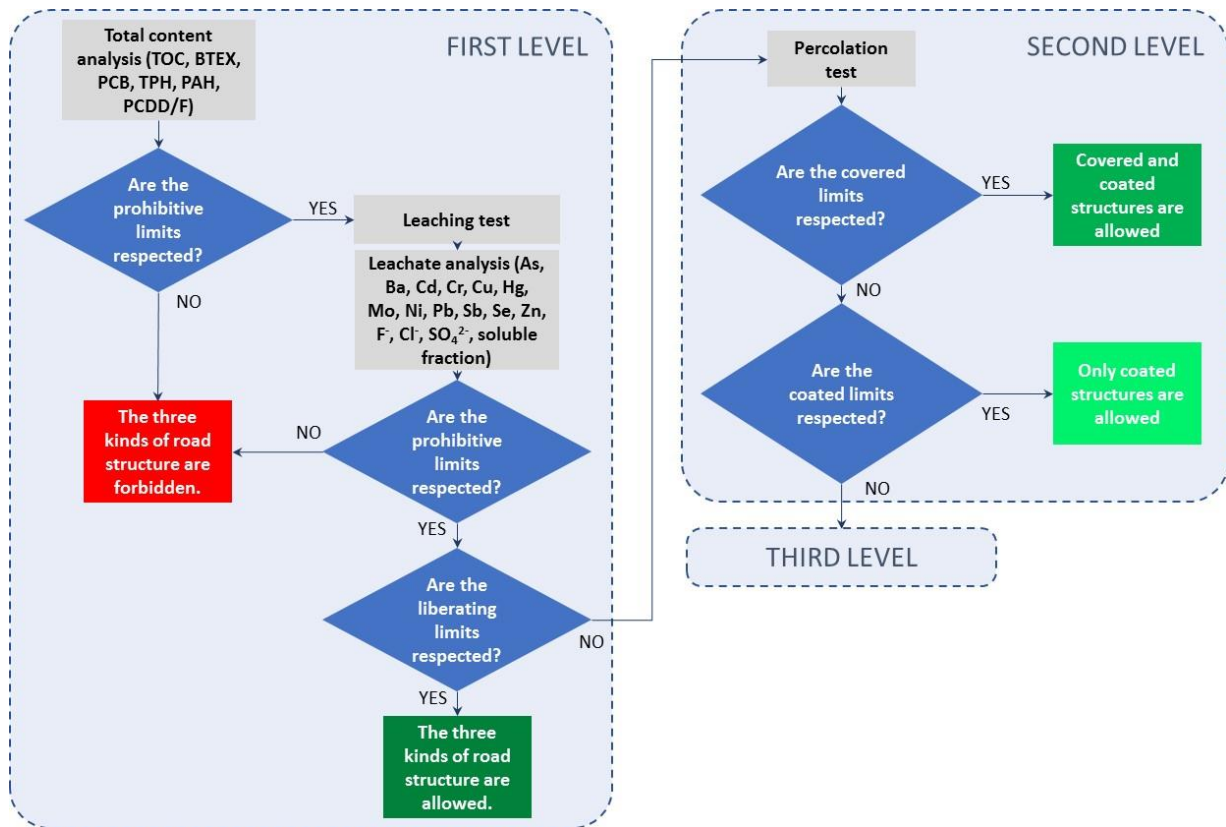 FIRST LEVEL
Total content
analysis (TOC, BTEX,
PCB, TPH, PAH,
PCDD/F)
Are the
prohibitive
limits
respected?
YES
NO
Leaching test
Leachate analysis (As,
Ba, Cd, Cr, Cu, Hg,
Mo, Ni, Pb, Sb, Se, Zn,
F⁻, Cl⁻, SO₄²⁻, soluble
fraction)
The three
kinds of road
structure are
forbidden.
NO
Are the
prohibitive
limits
respected?
YES
Are the
liberating
limits
respected?
NO
YES
The three
kinds of road
structure are
allowed.
SECOND LEVEL
Percolation
test
Are the covered
limits
respected?
YES
Covered and
coated
structures are
allowed
NO
Are the
coated limits
respected?
YES
Only coated
structures are
allowed
NO
THIRD LEVEL